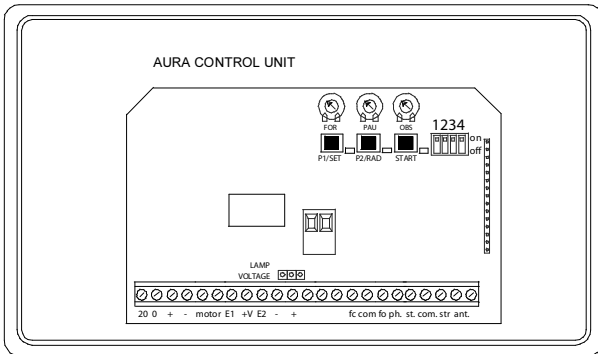 AURA CONTROL UNIT
FOR PAU OBS
1234
on
P1/SET P2/RAD START
off
LAMP
VOLTAGE
20 0 + - motor E1 +V E2 - + fc com fo ph. st. com. str ant.